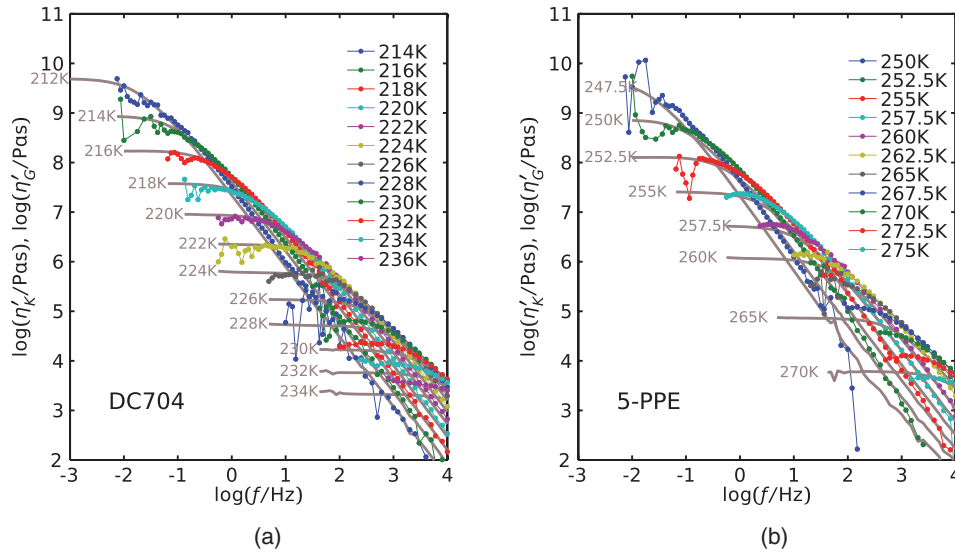 11
10
9
8
7
6
5
4
3
2
-3
-2
-1
0
1
2
3
4
log(η′K/Pas), log(η′G/Pas)
log(f/Hz)
212K
214K
216K
218K
220K
222K
224K
226K
228K
230K
232K
234K
214K
216K
218K
220K
222K
224K
226K
228K
230K
232K
234K
236K
DC704
(a)
11
10
9
8
7
6
5
4
3
2
-3
-2
-1
0
1
2
3
4
log(η′K/Pas), log(η′G/Pas)
log(f/Hz)
247.5K
250K
252.5K
255K
257.5K
260K
265K
270K
250K
252.5K
255K
257.5K
260K
262.5K
265K
267.5K
270K
272.5K
275K
5-PPE
(b)